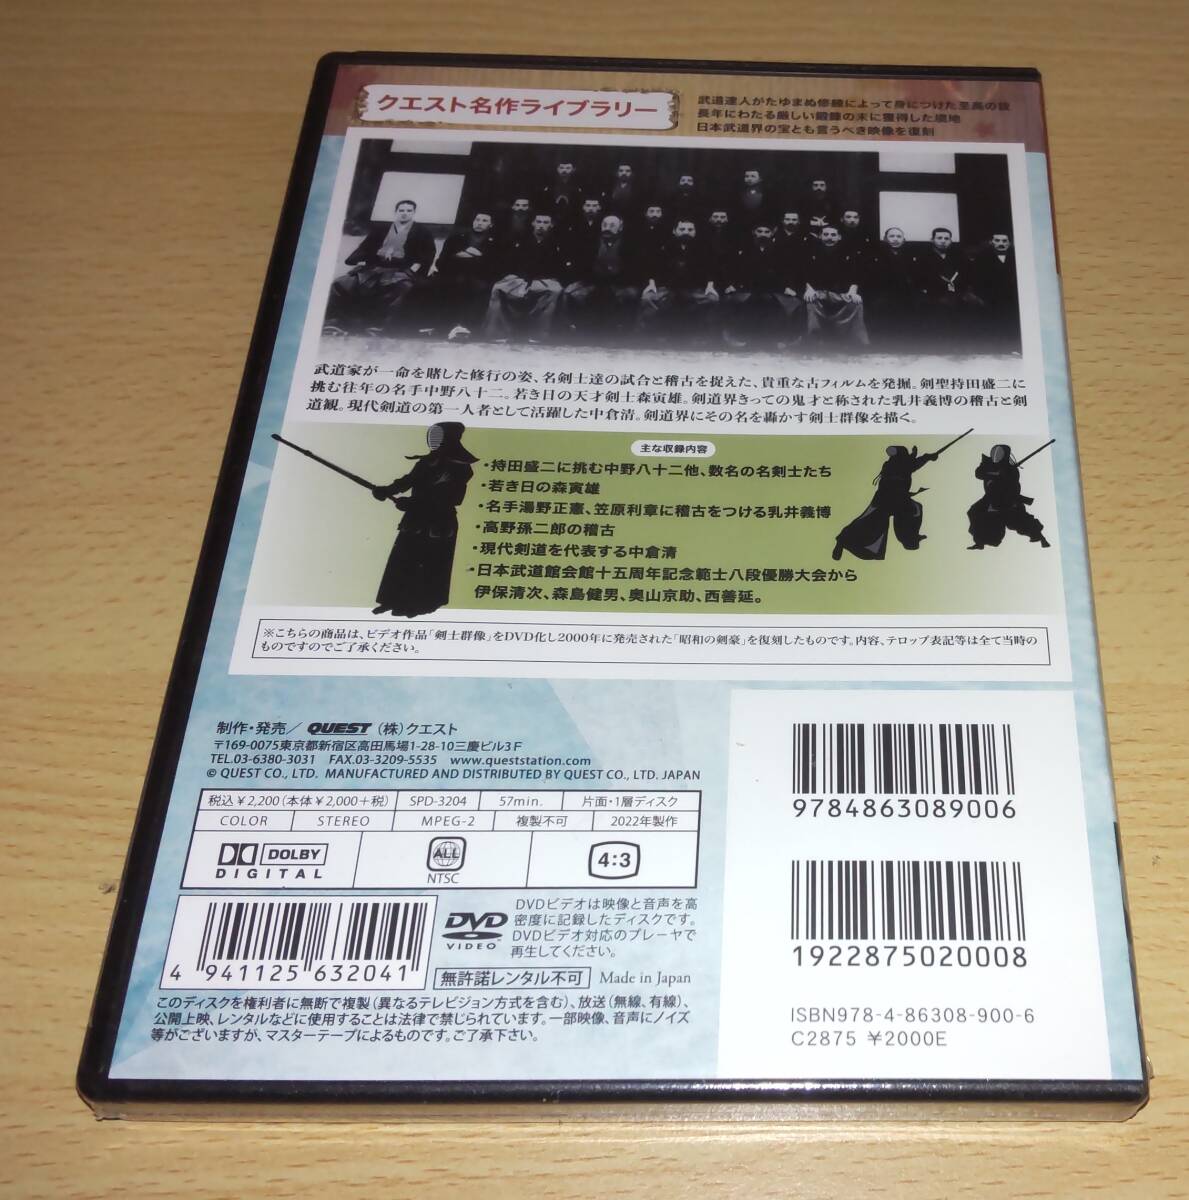 クエスト名作ライブラリー
武道達人がたゆまぬ修練によって身につけた至高の技
長年にわたる厳しい鍛錬の末に獲得した境地
日本武道界の宝とも言うべき映像を復刻
武道家が一命を賭した修行の姿、名剣士達の試合と稽古を捉えた、貴重な古フィルムを発掘。剣聖持田盛二に
挑む往年の名手中野八十二。若き日の天才剣士森寅雄。剣道界きっての鬼才と称された乳井義博の稽古と剣
道観。現代剣道の第一人者として活躍した中倉清。剣道界にその名を轟かす剣士群像を描く。
主な収録内容
・持田盛二に挑む中野八十二他、数名の名剣士たち
・若き日の森寅雄
・名手湯野正憲、笠原利章に稽古をつける乳井義博
・高野孫二郎の稽古
・現代剣道を代表する中倉清
・日本武道館会館十五周年記念範士八段優勝大会から
伊保清次、森島健男、奥山京助、西善延。
※こちらの商品は、ビデオ作品「剣士群像」をDVD化し2000年に発売された「昭和の剣豪」を復刻したものです。内容、テロップ表記等は全て当時の
ものですのでご了承ください。
制作・発売／ QUEST (株)クエスト
〒169-0075東京都新宿区高田馬場1-28-10三慶ビル3F
TEL.03-6380-3031 FAX.03-3209-5535 www.queststation.com
© QUEST CO., LTD. MANUFACTURED AND DISTRIBUTED BY QUEST CO., LTD. JAPAN
税込￥2,200(本体￥2,000+税) SPD-3204 57min. 片面・1層ディスク
COLOR STEREO MPEG-2 複製不可 2022年製作
DOLBY
DIGITAL
ALL
NTSC
4:3
4 941125 632041
DVD
VIDEO
DVDビデオは映像と音声を高
密度に記録したディスクです。
DVDビデオ対応のプレーヤで
再生してください。
無許諾レンタル不可 Made in Japan
このディスクを権利者に無断で複製(異なるテレビジョン方式を含む)、放送(無線、有線)、
公開上映、レンタルなどに使用することは法律で禁じられています。一部映像、音声にノイズ
等がございますが、マスターテープによるものです。ご了承下さい。
9784863089006
1922875020008
ISBN978-4-86308-900-6
C2875 ￥2000E